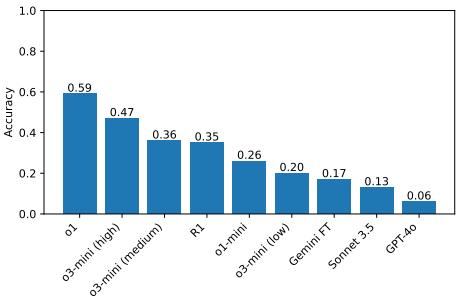 1.0
0.8
0.6
0.4
0.2
0.0
Accuracy
0.59
0.47
0.36
0.35
0.26
0.20
0.17
0.13
0.06
o1
o3-mini (high)
o3-mini (medium)
R1
o1-mini
o3-mini (low)
Gemini FT
Sonnet 3.5
GPT-4o